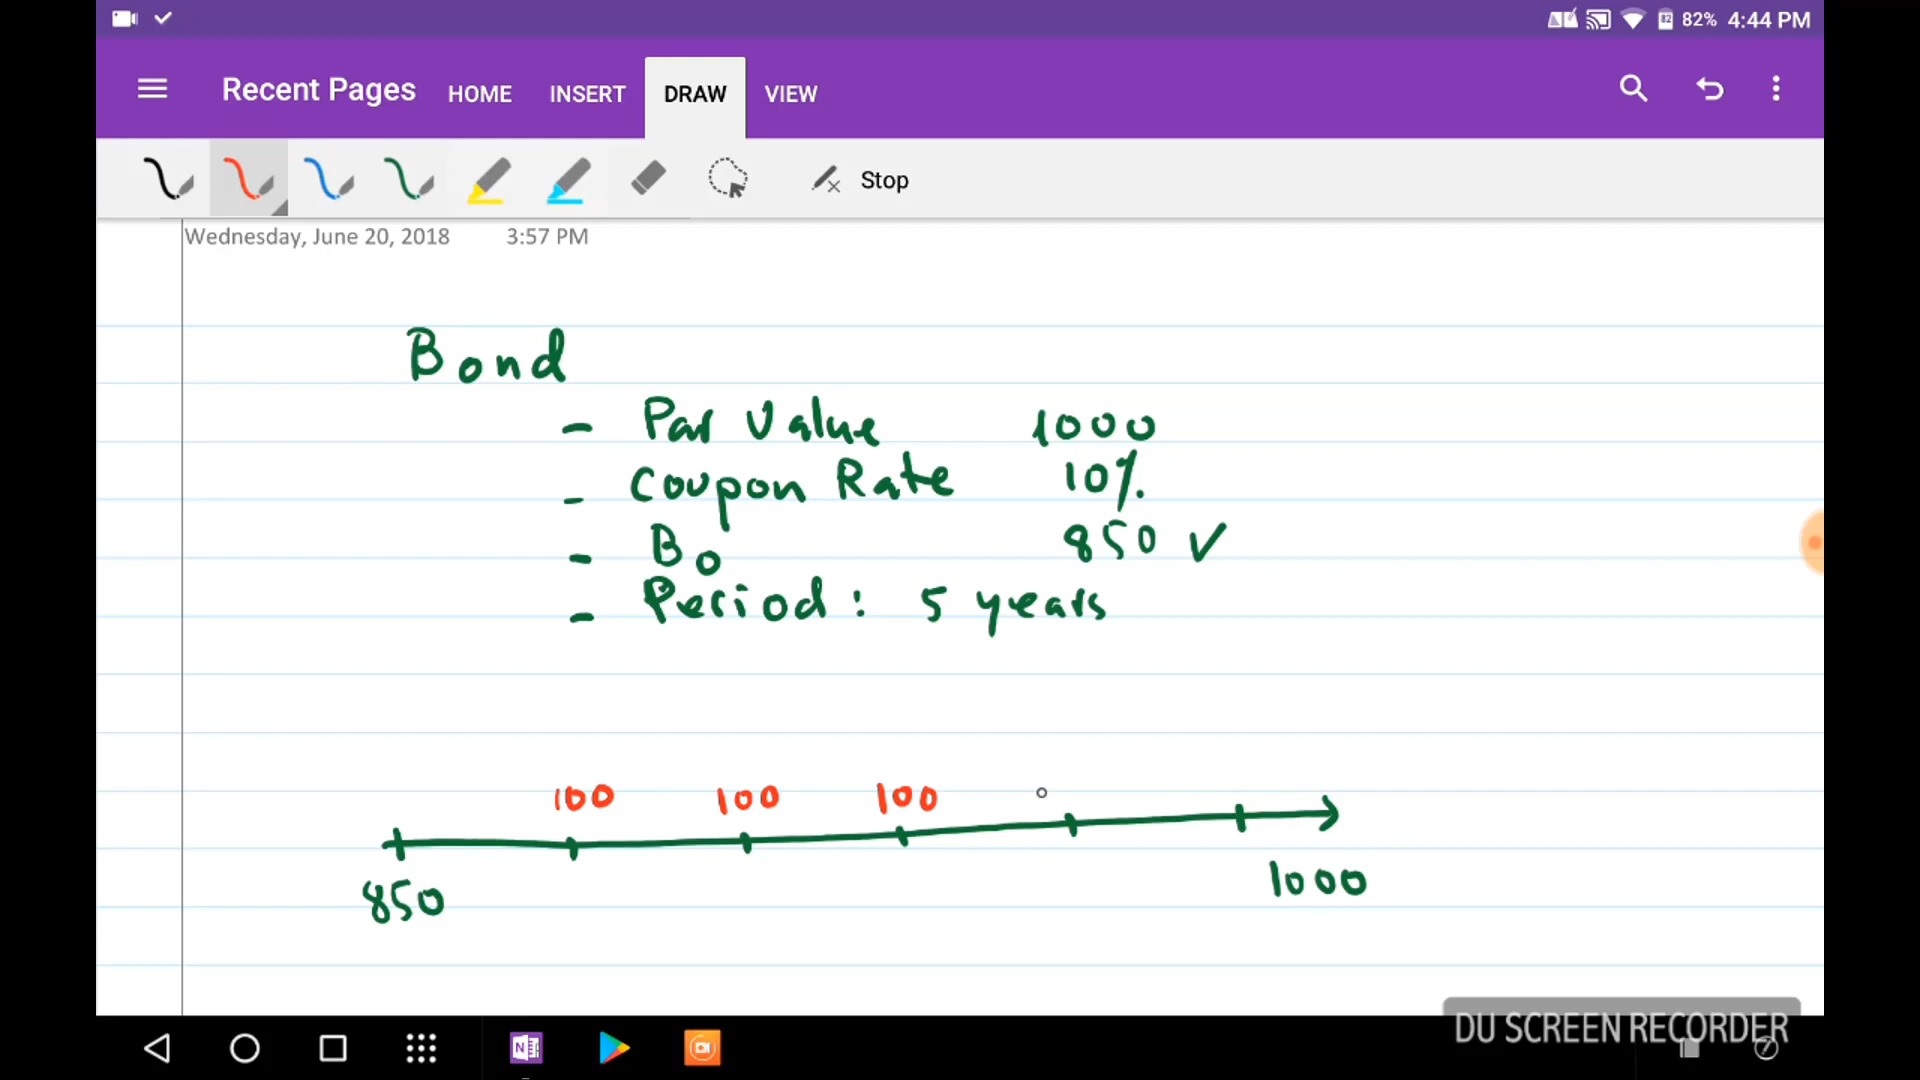 82% 4:44 PM
Recent Pages HOME INSERT DRAW VIEW
Stop
Wednesday, June 20, 2018 3:57 PM
Bond
- Par Value 1000
- Coupon Rate 10%
- Bo 850 ✓
- Period: 5 years
100 100 100
850 1000
DU SCREEN RECORDER